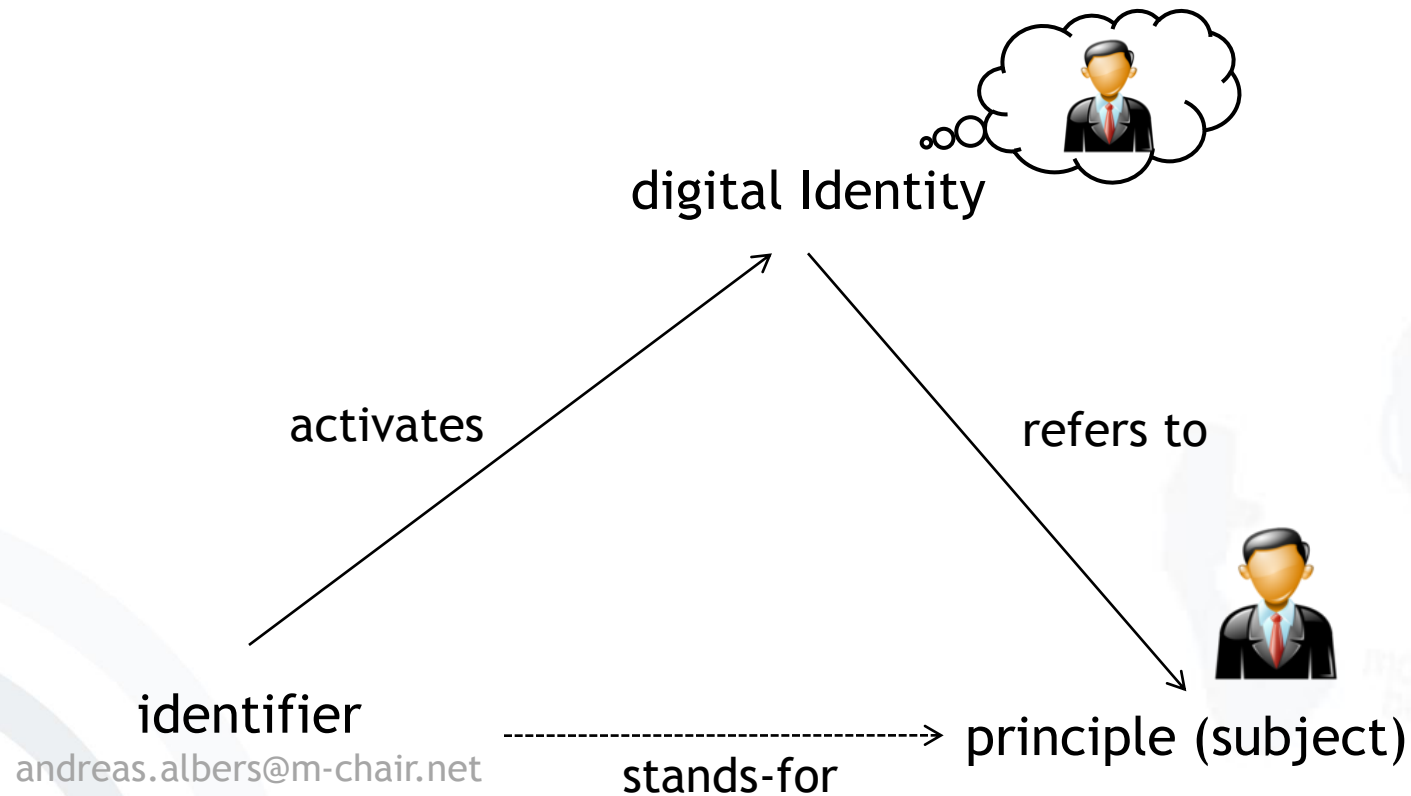 digital Identity
activates
refers to
identifier
andreas.albers@m-chair.net
stands-for
principle (subject)